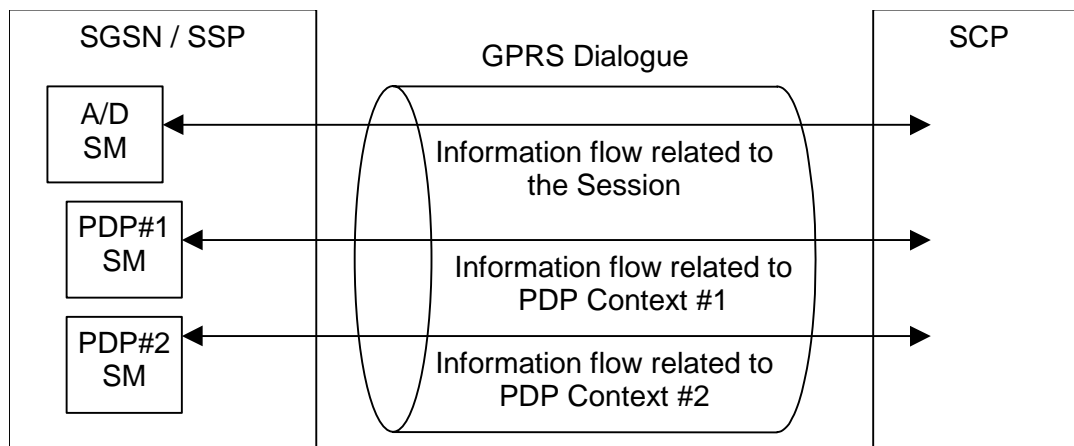 SGSN / SSP
SCP
GPRS Dialogue
A/D
SM
Information flow related to
the Session
PDP#1
SM
Information flow related to
PDP Context #1
PDP#2
SM
Information flow related to
PDP Context #2